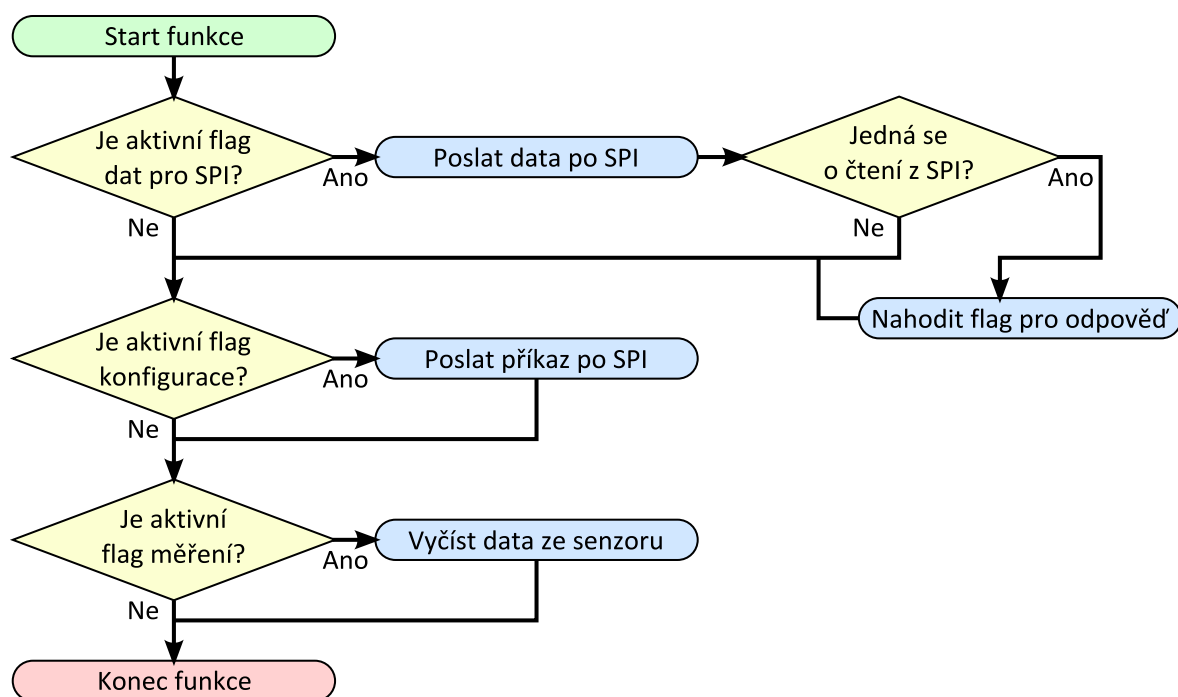 Start funkce
Je aktivní flag
dat pro SPI?
Ano
Poslat data po SPI
Jedná se
o čtení z SPI?
Ano
Ne
Ne
Nahodit flag pro odpověď
Je aktivní flag
konfigurace?
Ano
Poslat příkaz po SPI
Ne
Je aktivní
flag měření?
Ano
Vyčíst data ze senzoru
Ne
Konec funkce